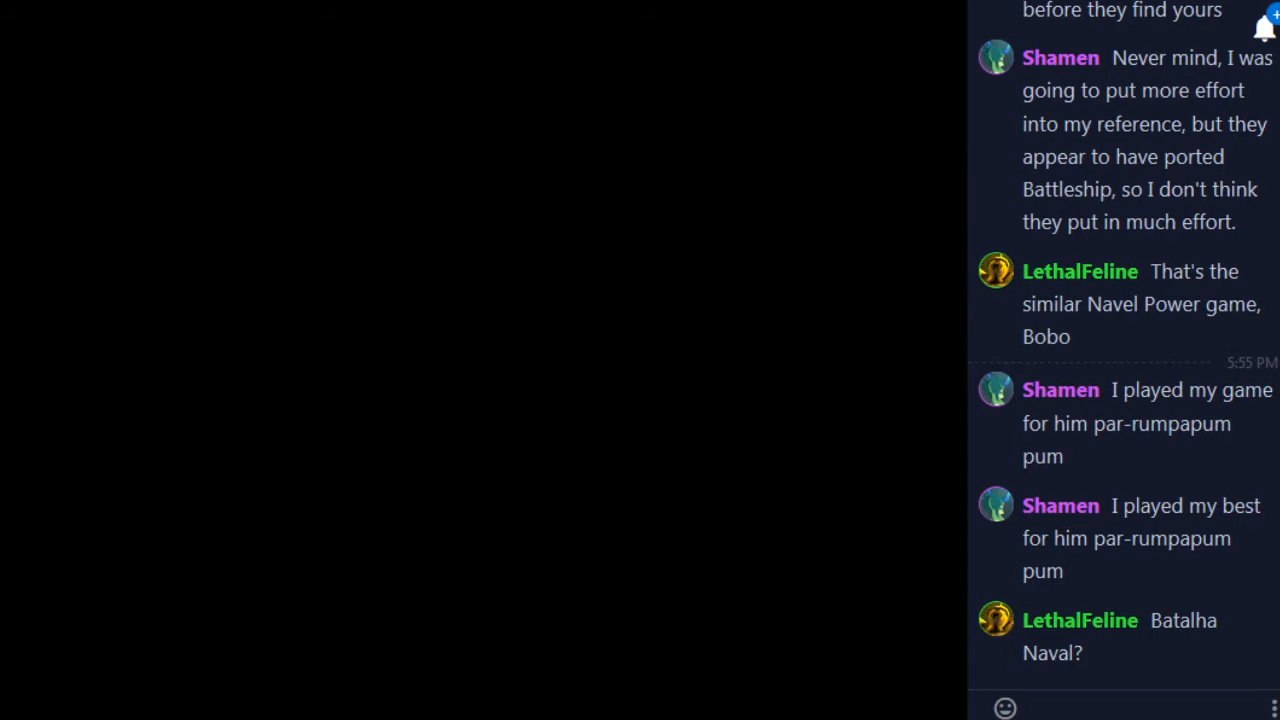 before they find yours
Shamen Never mind, I was
going to put more effort
into my reference, but they
appear to have ported
Battleship, so I don't think
they put in much effort.
LethalFeline That's the
similar Navel Power game,
Bobo
5:55 PM
Shamen I played my game
for him par-rumpapum
pum
Shamen I played my best
for him par-rumpapum
pum
LethalFeline Batalha
Naval?